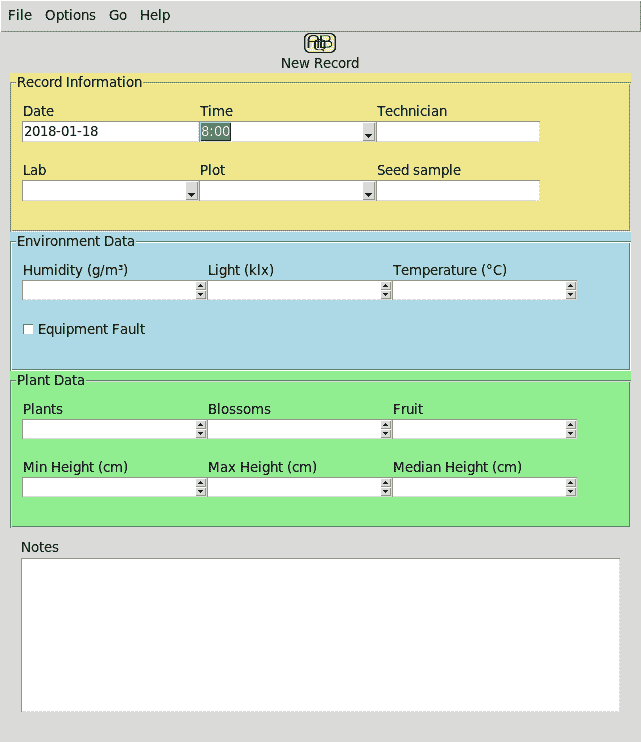 File Options Go Help
New Record
Record Information
Date Time Technician
2018-01-18 8:00
Lab Plot Seed sample
Environment Data
Humidity (g/m³) Light (klx) Temperature (°C)
Equipment Fault
Plant Data
Plants Blossoms Fruit
Min Height (cm) Max Height (cm) Median Height (cm)
Notes